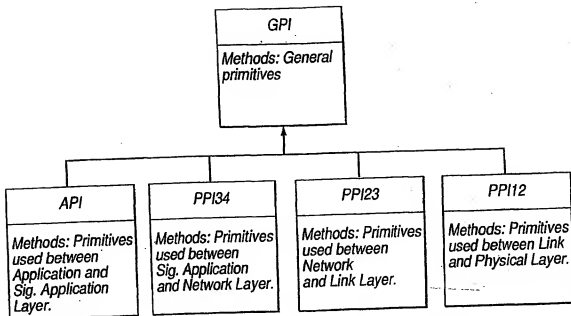 GPI
Methods: General
primitives
API
Methods: Primitives
used between
Application and
Sig. Application
Layer.
PPI34
Methods: Primitives
used between
Sig. Application
and Network Layer.
PPI23
Methods: Primitives
used between
Network
and Link Layer.
PPI12
Methods: Primitives
used between Link
and Physical Layer.